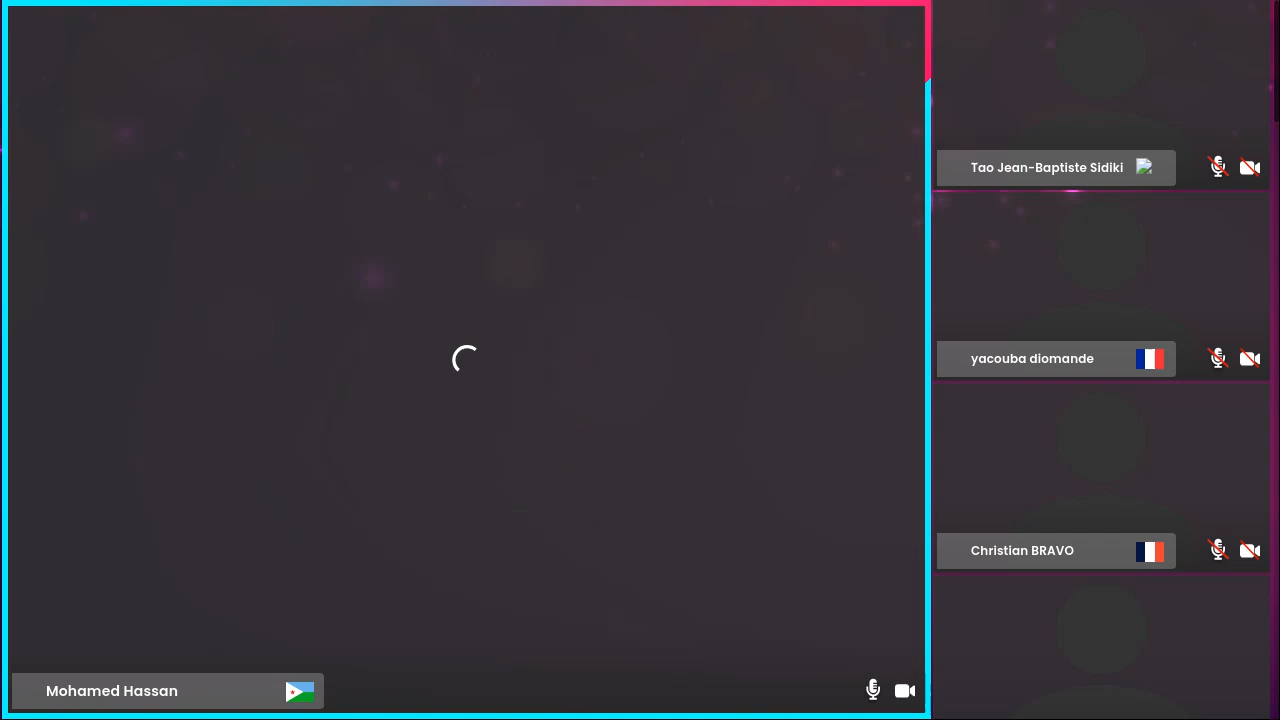 Tao Jean-Baptiste Sidiki
yacouba diomande
Christian BRAVO
Mohamed Hassan